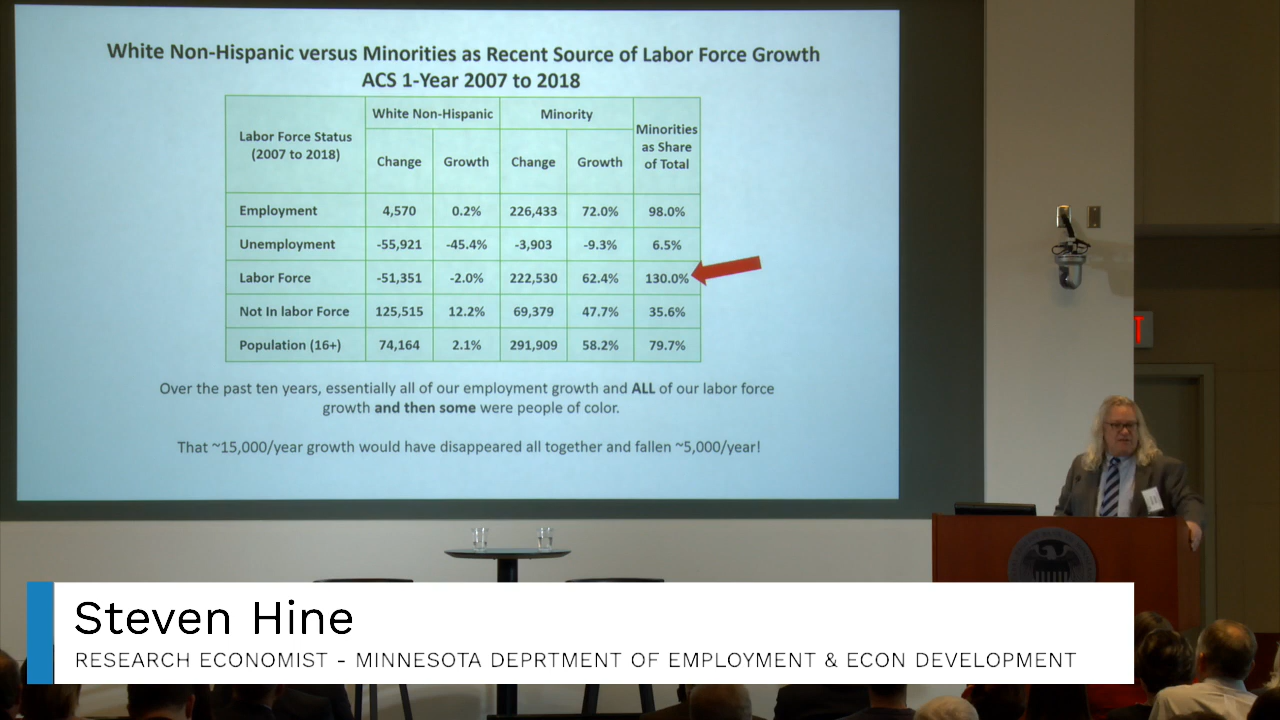 White Non-Hispanic versus Minorities as Recent Source of Labor Force Growth
ACS 1-Year 2007 to 2018
Labor Force Status
(2007 to 2018)
White Non-Hispanic
Minority
Minorities
as Share
of Total
Change
Growth
Change
Growth
Employment 4,570 0.2% 226,433 72.0% 98.0%
Unemployment -55,921 -45.4% -3,903 -9.3% 6.5%
Labor Force -51,351 -2.0% 222,530 62.4% 130.0%
Not In labor Force 125,515 12.2% 69,379 47.7% 35.6%
Population (16+) 74,164 2.1% 291,909 58.2% 79.7%
Over the past ten years, essentially all of our employment growth and ALL of our labor force
growth and then some were people of color.
That ~15,000/year growth would have disappeared all together and fallen ~5,000/year!
Steven Hine
RESEARCH ECONOMIST - MINNESOTA DEPRTMENT OF EMPLOYMENT & ECON DEVELOPMENT